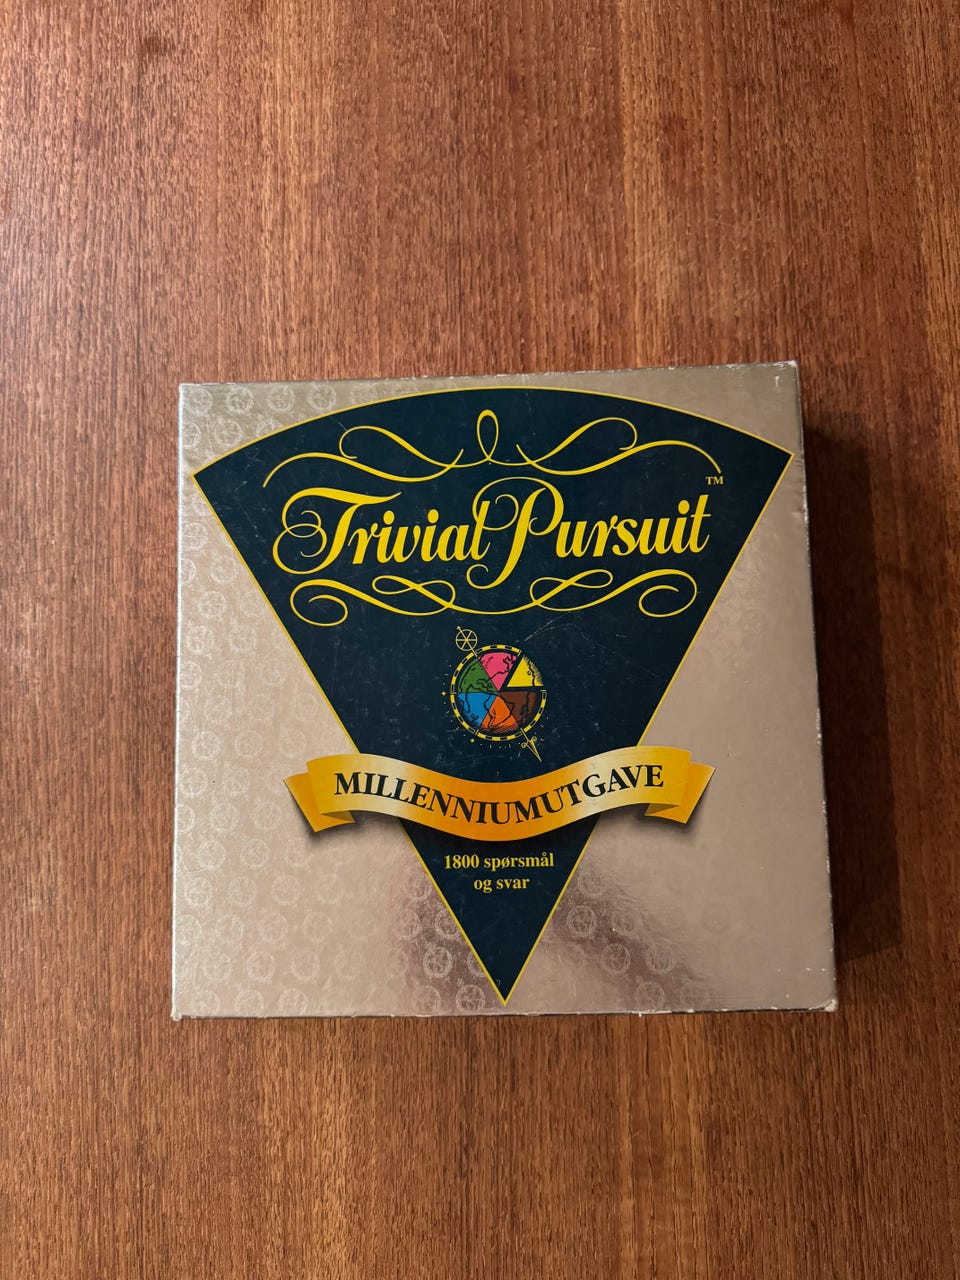 Trivial Pursuit™
MILLENNIUMUTGAVE
1800 spørsmål
og svar